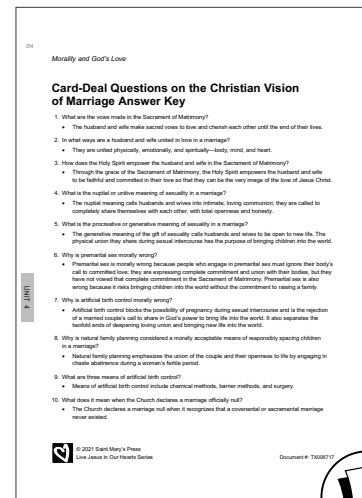 254
Morality and God's Love
Card-Deal Questions on the Christian Vision
of Marriage Answer Key
1. What are the vows made in the Sacrament of Matrimony?
• The husband and wife make sacred vows to love and cherish each other until the end of their lives.
2. In what ways are a husband and wife united in love in a marriage?
• They are united physically, emotionally, and spiritually—body, mind, and heart.
3. How does the Holy Spirit empower the husband and wife in the Sacrament of Matrimony?
• Through the grace of the Sacrament of Matrimony, the Holy Spirit empowers the husband and wife
to be faithful and committed in their love so that they can be the very image of the love of Jesus Christ.
4. What is the nuptial or unitive meaning of sexuality in a marriage?
• The nuptial meaning calls husbands and wives into intimate, loving communion; they are called to
completely share themselves with each other, with total openness and honesty.
5. What is the procreative or generative meaning of sexuality in a marriage?
• The generative meaning of the gift of sexuality calls husbands and wives to be open to new life. The
physical union they share during sexual intercourse has the purpose of bringing children into the world.
6. Why is premarital sex morally wrong?
• Premarital sex is morally wrong because people who engage in premarital sex must ignore their body's
call to committed love; they are expressing complete commitment and union with their bodies, but they
have not vowed that complete commitment in the Sacrament of Matrimony. Premarital sex is also
wrong because it risks bringing children into the world without the commitment to raising a family.
UNIT 4
7. Why is artificial birth control morally wrong?
• Artificial birth control blocks the possibility of pregnancy during sexual intercourse and is the rejection
of a married couple's call to share in God's power to bring life into the world. It also separates the
twofold ends of deepening loving union and bringing new life into the world.
8. Why is natural family planning considered a morally acceptable means of responsibly spacing children
in a marriage?
• Natural family planning emphasizes the union of the couple and their openness to life by engaging in
chaste abstinence during a woman's fertile period.
9. What are three means of artificial birth control?
• Means of artificial birth control include chemical methods, barrier methods, and surgery.
10. What does it mean when the Church declares a marriage officially null?
• The Church declares a marriage null when it recognizes that a covenantal or sacramental marriage
never existed.
© 2021 Saint Mary's Press
Live Jesus in Our Hearts Series
Document #: TX006717